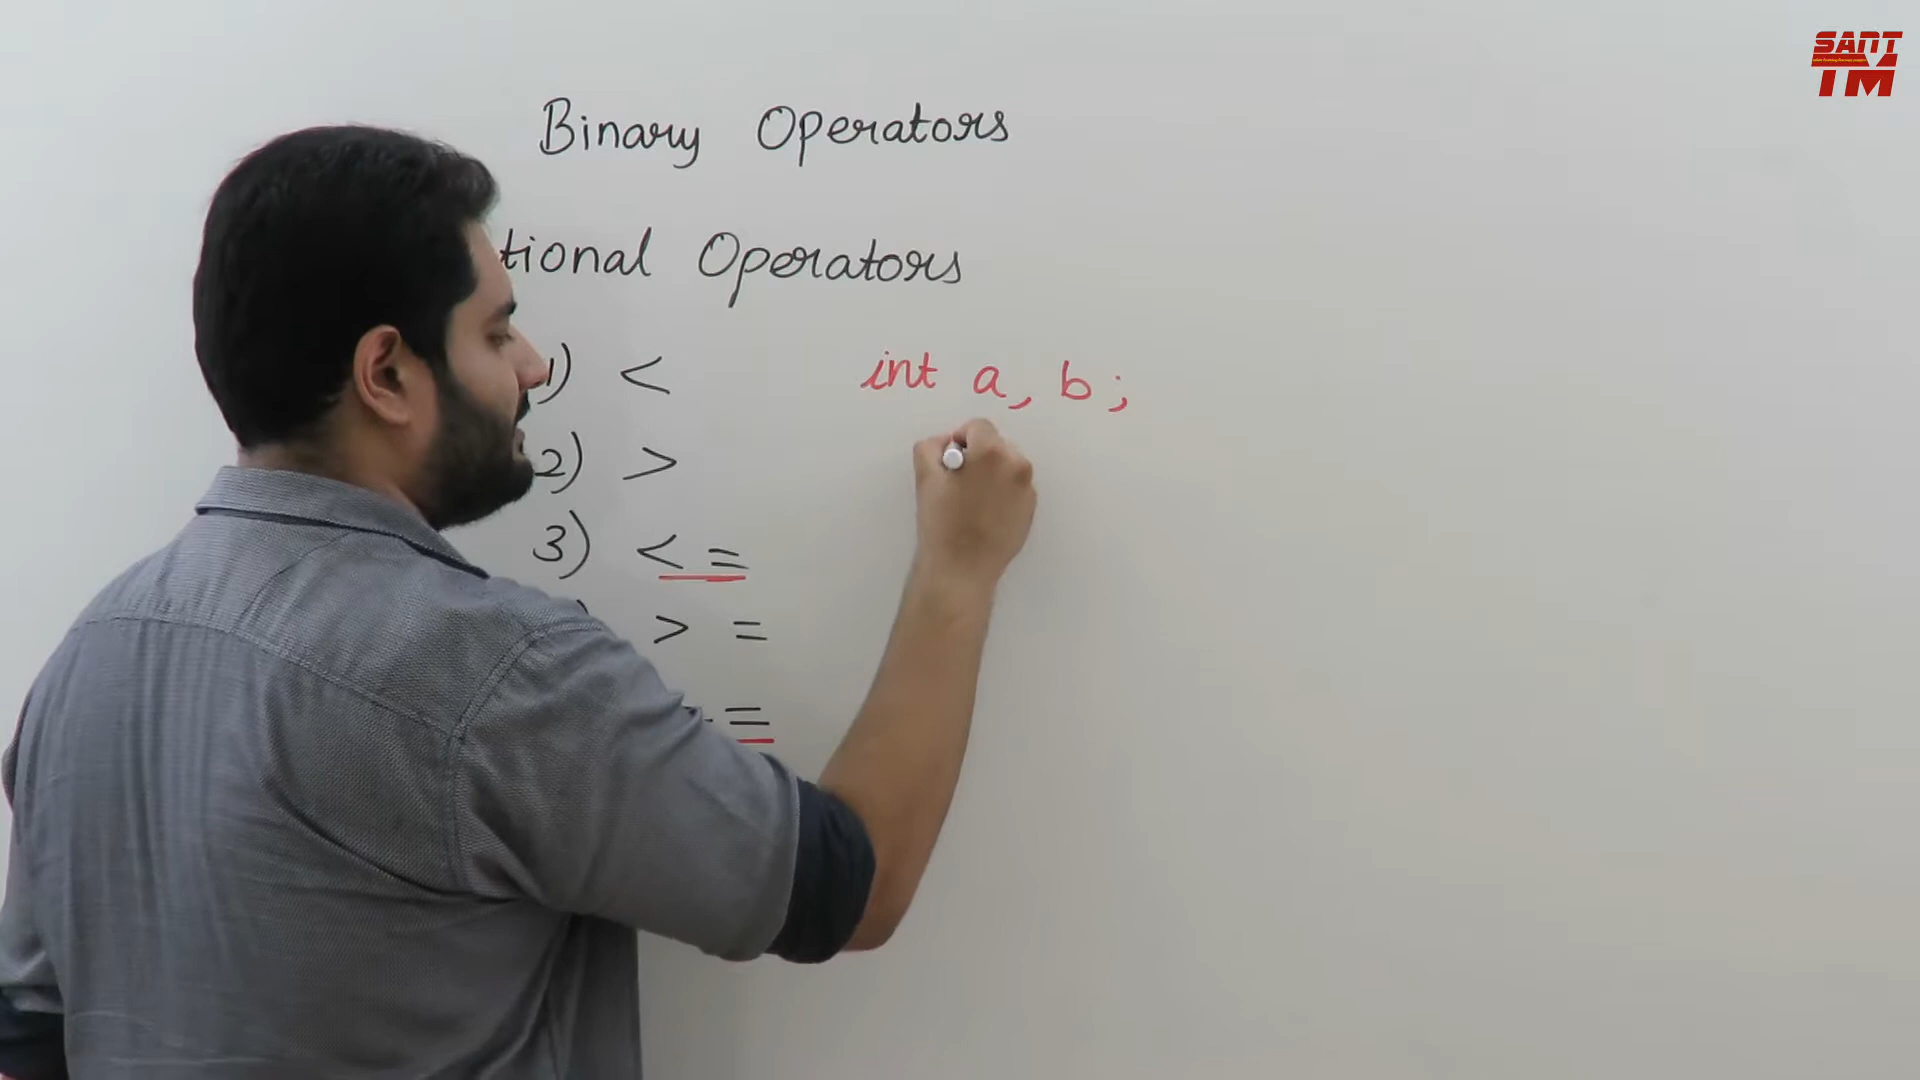 SANT
TM
Binary Operators
tional Operators
1) <
int a, b ;
2) >
3) < =
> =
=